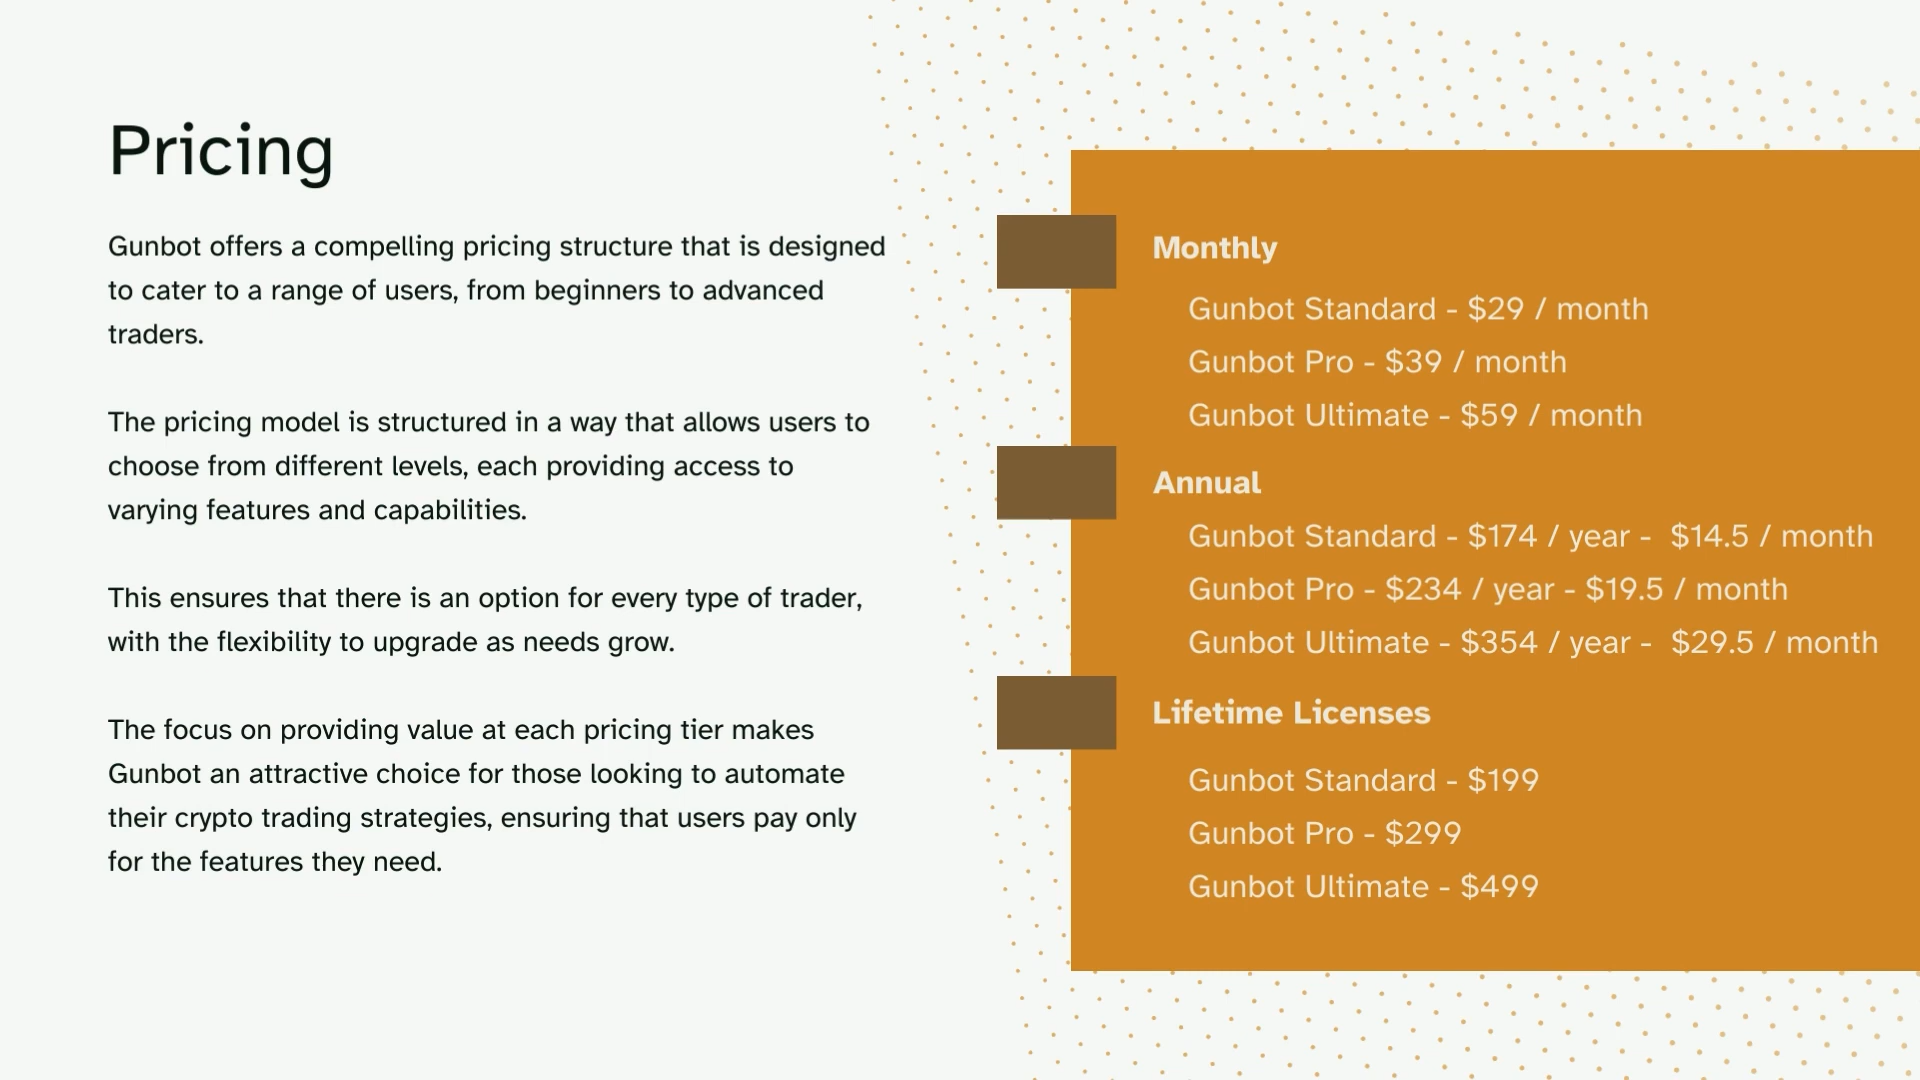 Pricing
Gunbot offers a compelling pricing structure that is designed
to cater to a range of users, from beginners to advanced
traders.
The pricing model is structured in a way that allows users to
choose from different levels, each providing access to
varying features and capabilities.
This ensures that there is an option for every type of trader,
with the flexibility to upgrade as needs grow.
The focus on providing value at each pricing tier makes
Gunbot an attractive choice for those looking to automate
their crypto trading strategies, ensuring that users pay only
for the features they need.
Monthly
Gunbot Standard - $29 / month
Gunbot Pro - $39 / month
Gunbot Ultimate - $59 / month
Annual
Gunbot Standard - $174 / year -  $14.5 / month
Gunbot Pro - $234 / year - $19.5 / month
Gunbot Ultimate - $354 / year -  $29.5 / month
Lifetime Licenses
Gunbot Standard - $199
Gunbot Pro - $299
Gunbot Ultimate - $499